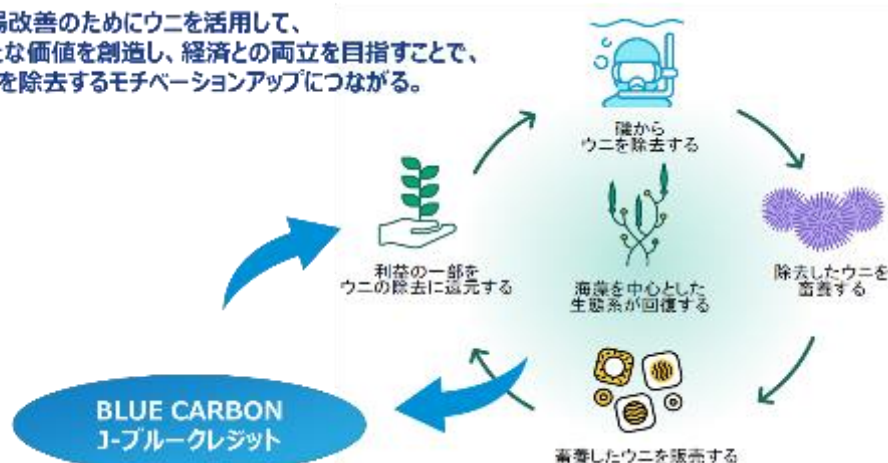 場改善のためにウニを活用して、
たな価値を創造し、経済との両立を目指すことで、
を除去するモチベーションアップにつながる。
磯から
ウニを除去する
利益の一部を
ウニの除去に還元する
海藻を中心とした
生態系が回復する
除去したウニを
畜養する
BLUE CARBON
J-ブルークレジット
畜養したウニを販売する